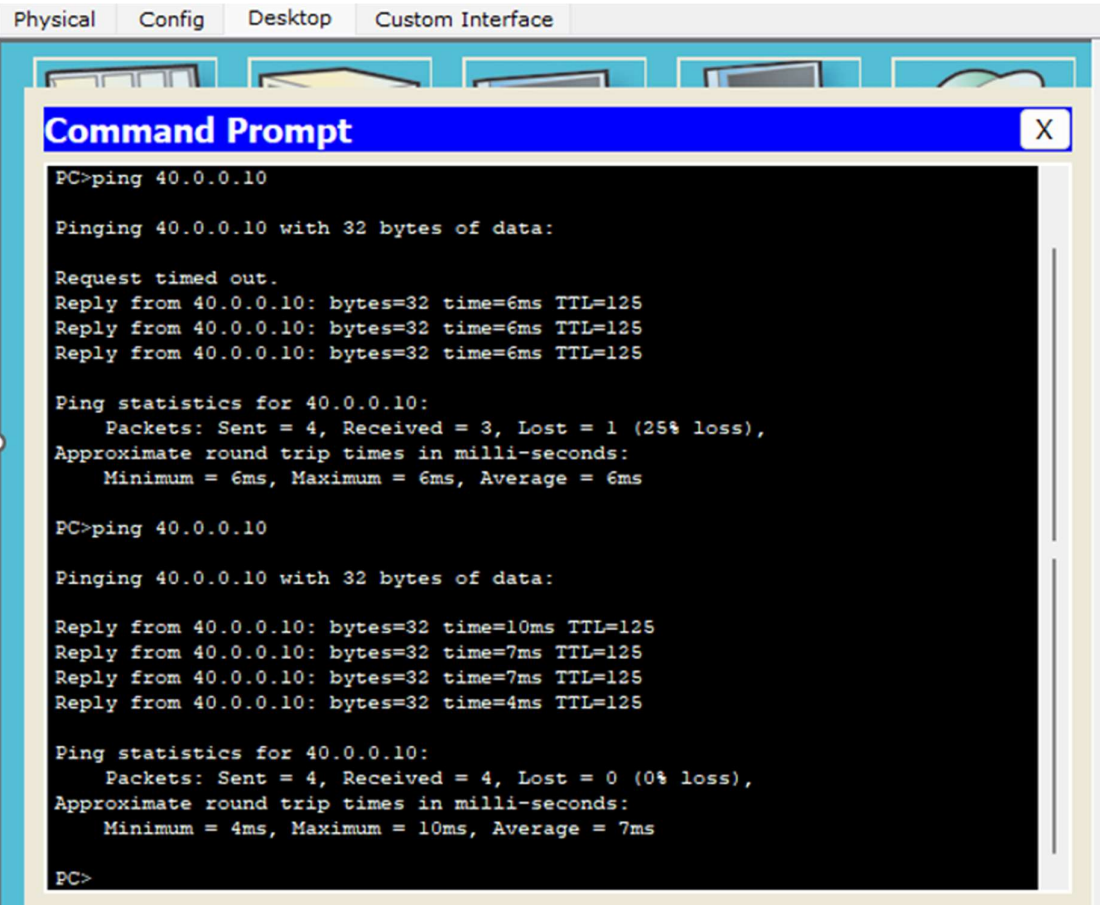 Physical Config Desktop Custom Interface
Command Prompt X
PC>ping 40.0.0.10
Pinging 40.0.0.10 with 32 bytes of data:
Request timed out.
Reply from 40.0.0.10: bytes=32 time=6ms TTL=125
Reply from 40.0.0.10: bytes=32 time=6ms TTL=125
Reply from 40.0.0.10: bytes=32 time=6ms TTL=125
Ping statistics for 40.0.0.10:
Packets: Sent = 4, Received = 3, Lost = 1 (25% loss),
Approximate round trip times in milli-seconds:
Minimum = 6ms, Maximum = 6ms, Average = 6ms
PC>ping 40.0.0.10
Pinging 40.0.0.10 with 32 bytes of data:
Reply from 40.0.0.10: bytes=32 time=10ms TTL=125
Reply from 40.0.0.10: bytes=32 time=7ms TTL=125
Reply from 40.0.0.10: bytes=32 time=7ms TTL=125
Reply from 40.0.0.10: bytes=32 time=4ms TTL=125
Ping statistics for 40.0.0.10:
Packets: Sent = 4, Received = 4, Lost = 0 (0% loss),
Approximate round trip times in milli-seconds:
Minimum = 4ms, Maximum = 10ms, Average = 7ms
PC>